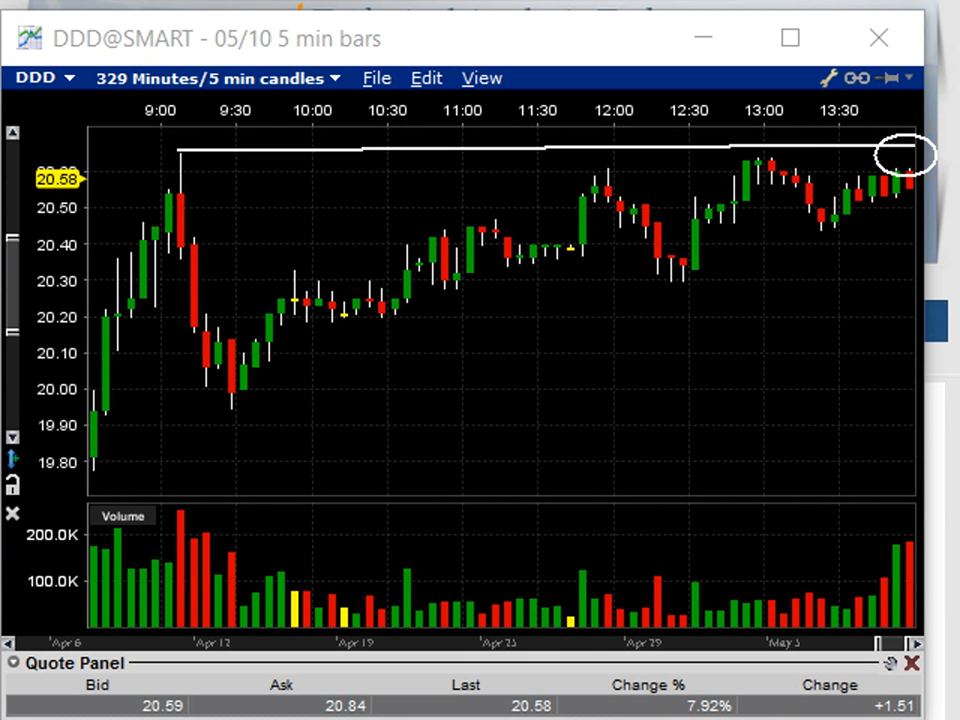 DDD@SMART - 05/10 5 min bars
DDD 329 Minutes/5 min candles File Edit View
9:00 9:30 10:00 10:30 11:00 11:30 12:00 12:30 13:00 13:30
20.58
20.50
20.40
20.30
20.20
20.10
20.00
19.90
19.80
Volume
200.0K
100.0K
Apr 6 Apr 12 Apr 19 Apr 25 Apr 29 May 5
Quote Panel
Bid Ask Last Change % Change
20.59 20.84 20.58 7.92% +1.51